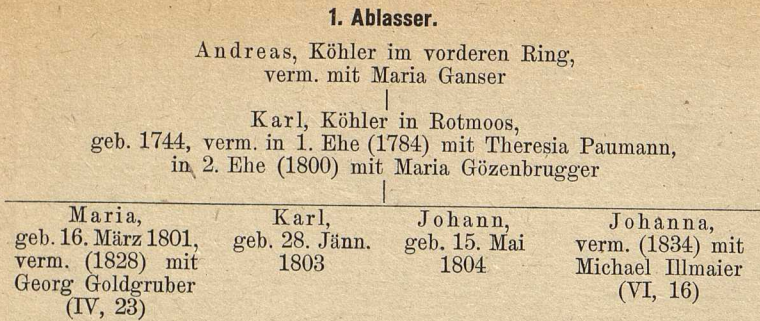 1. Ablasser.
Andreas, Köhler im vorderen Ring,
verm. mit Maria Ganser
Karl, Köhler in Rotmoos,
geb. 1744, verm. in 1. Ehe (1784) mit Theresia Paumann,
in 2. Ehe (1800) mit Maria Gözenbrugger
Maria,
geb. 16. März 1801,
verm. (1828) mit
Georg Goldgruber
(IV, 23)
Karl,
geb. 28. Jänn.
1803
Johann,
geb. 15. Mai
1804
Johanna,
verm. (1834) mit
Michael Illmaier
(VI, 16)